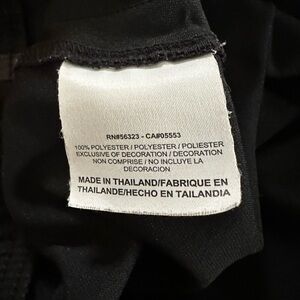 RN#56323 - CA#05553
100% POLYESTER / POLYESTER / POLIESTER
EXCLUSIVE OF DECORATION / DECORATION
NON COMPRISE / NO INCLUYE LA
DECORACION
MADE IN THAILAND/FABRIQUE EN
THAILANDE/HECHO EN TAILANDIA